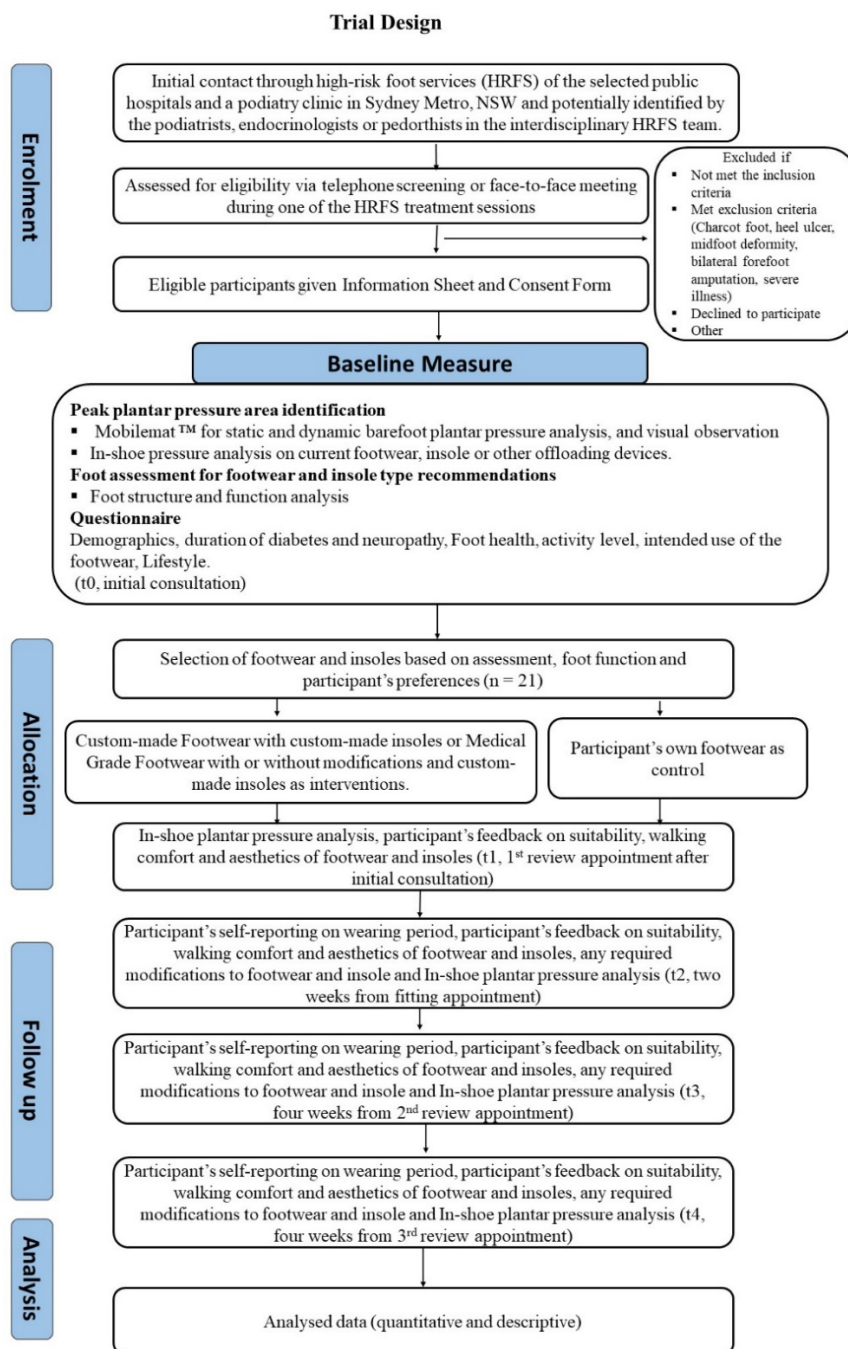 Trial Design
Enrolment
Initial contact through high-risk foot services (HRFS) of the selected public
hospitals and a podiatry clinic in Sydney Metro, NSW and potentially identified by
the podiatrists, endocrinologists or pedorthists in the interdisciplinary HRFS team.
Assessed for eligibility via telephone screening or face-to-face meeting
during one of the HRFS treatment sessions
Excluded if
▪ Not met the inclusion
criteria
▪ Met exclusion criteria
(Charcot foot, heel ulcer,
midfoot deformity,
bilateral forefoot
amputation, severe
illness)
▪ Declined to participate
▪ Other
Eligible participants given Information Sheet and Consent Form
Baseline Measure
Peak plantar pressure area identification
▪ Mobilemat™ for static and dynamic barefoot plantar pressure analysis, and visual observation
▪ In-shoe pressure analysis on current footwear, insole or other offloading devices.
Foot assessment for footwear and insole type recommendations
▪ Foot structure and function analysis
Questionnaire
Demographics, duration of diabetes and neuropathy, Foot health, activity level, intended use of the
footwear, Lifestyle.
(t0, initial consultation)
Allocation
Selection of footwear and insoles based on assessment, foot function and
participant's preferences (n = 21)
Custom-made Footwear with custom-made insoles or Medical
Grade Footwear with or without modifications and custom-
made insoles as interventions.
Participant's own footwear as
control
In-shoe plantar pressure analysis, participant's feedback on suitability, walking
comfort and aesthetics of footwear and insoles (t1, 1st review appointment after
initial consultation)
Follow up
Participant's self-reporting on wearing period, participant's feedback on suitability,
walking comfort and aesthetics of footwear and insoles, any required
modifications to footwear and insole and In-shoe plantar pressure analysis (t2, two
weeks from fitting appointment)
Participant's self-reporting on wearing period, participant's feedback on suitability,
walking comfort and aesthetics of footwear and insoles, any required
modifications to footwear and insole and In-shoe plantar pressure analysis (t3,
four weeks from 2nd review appointment)
Participant's self-reporting on wearing period, participant's feedback on suitability,
walking comfort and aesthetics of footwear and insoles, any required
modifications to footwear and insole and In-shoe plantar pressure analysis (t4,
four weeks from 3rd review appointment)
Analysis
Analysed data (quantitative and descriptive)